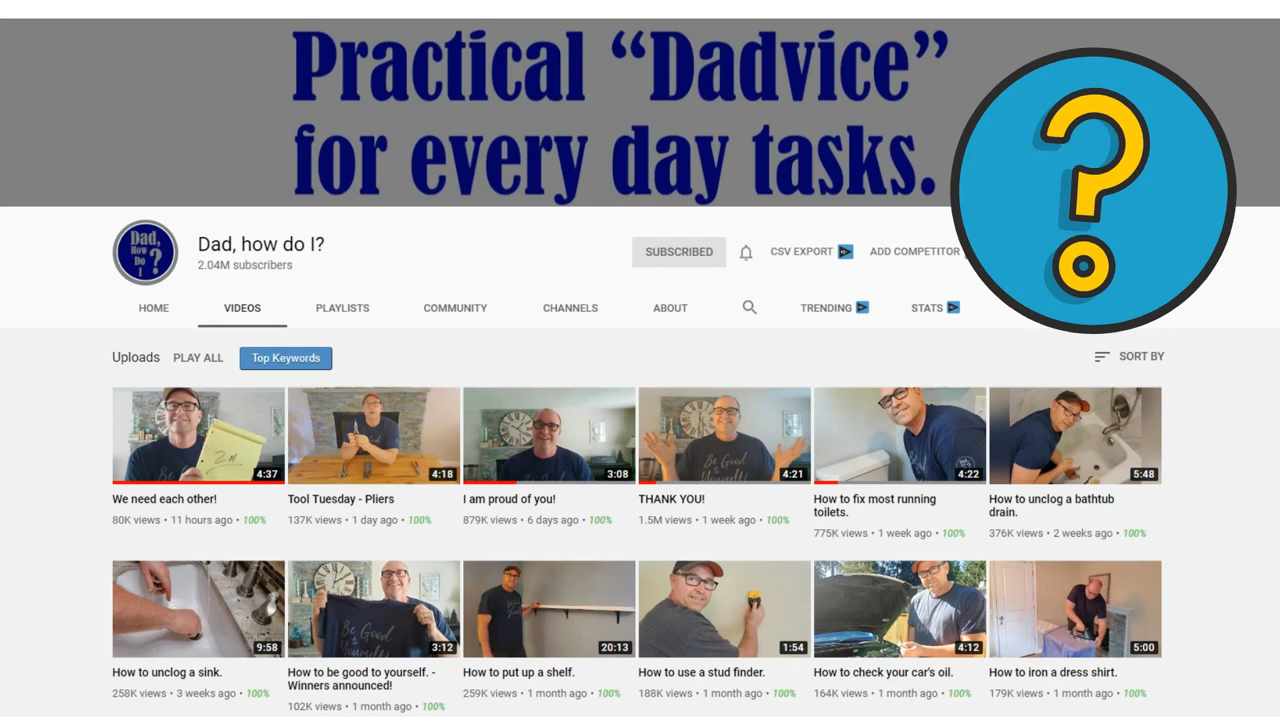 Practical “Dadvice”
for every day tasks.
Dad,
How
Do
I ?
Dad, how do I?
2.04M subscribers
SUBSCRIBED
CSV EXPORT
ADD COMPETITOR
HOME VIDEOS PLAYLISTS COMMUNITY CHANNELS ABOUT TRENDING STATS
Uploads PLAY ALL Top Keywords SORT BY
4:37 4:18 3:08 4:21 4:22 5:48
We need each other!
80K views • 11 hours ago • 100%
Tool Tuesday - Pliers
137K views • 1 day ago • 100%
I am proud of you!
879K views • 6 days ago • 100%
THANK YOU!
1.5M views • 1 week ago • 100%
How to fix most running
toilets.
775K views • 1 week ago • 100%
How to unclog a bathtub
drain.
376K views • 2 weeks ago • 100%
9:58 3:12 20:13 1:54 4:12 5:00
How to unclog a sink.
258K views • 3 weeks ago • 100%
How to be good to yourself. -
Winners announced!
102K views • 1 month ago • 100%
How to put up a shelf.
259K views • 1 month ago • 100%
How to use a stud finder.
188K views • 1 month ago • 100%
How to check your car's oil.
164K views • 1 month ago • 100%
How to iron a dress shirt.
179K views • 1 month ago • 100%